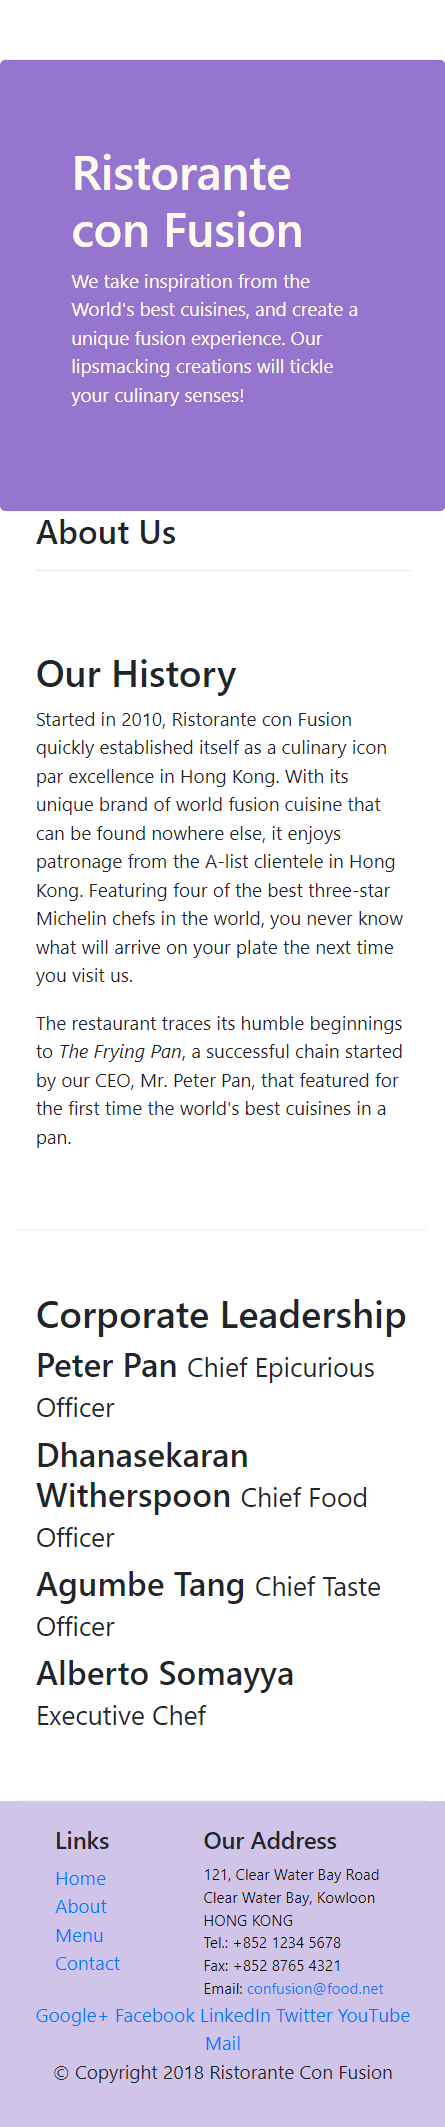 Ristorante
con Fusion
We take inspiration from the
World's best cuisines, and create a
unique fusion experience. Our
lipsmacking creations will tickle
your culinary senses!
About Us
Our History
Started in 2010, Ristorante con Fusion
quickly established itself as a culinary icon
par excellence in Hong Kong. With its
unique brand of world fusion cuisine that
can be found nowhere else, it enjoys
patronage from the A-list clientele in Hong
Kong. Featuring four of the best three-star
Michelin chefs in the world, you never know
what will arrive on your plate the next time
you visit us.
The restaurant traces its humble beginnings
to The Frying Pan, a successful chain started
by our CEO, Mr. Peter Pan, that featured for
the first time the world's best cuisines in a
pan.
Corporate Leadership
Peter Pan Chief Epicurious
Officer
Dhanasekaran
Witherspoon Chief Food
Officer
Agumbe Tang Chief Taste
Officer
Alberto Somayya
Executive Chef
Links
Home
About
Menu
Contact
Our Address
121, Clear Water Bay Road
Clear Water Bay, Kowloon
HONG KONG
Tel.: +852 1234 5678
Fax: +852 8765 4321
Email: confusion@food.net
Google+ Facebook LinkedIn Twitter YouTube
Mail
© Copyright 2018 Ristorante Con Fusion